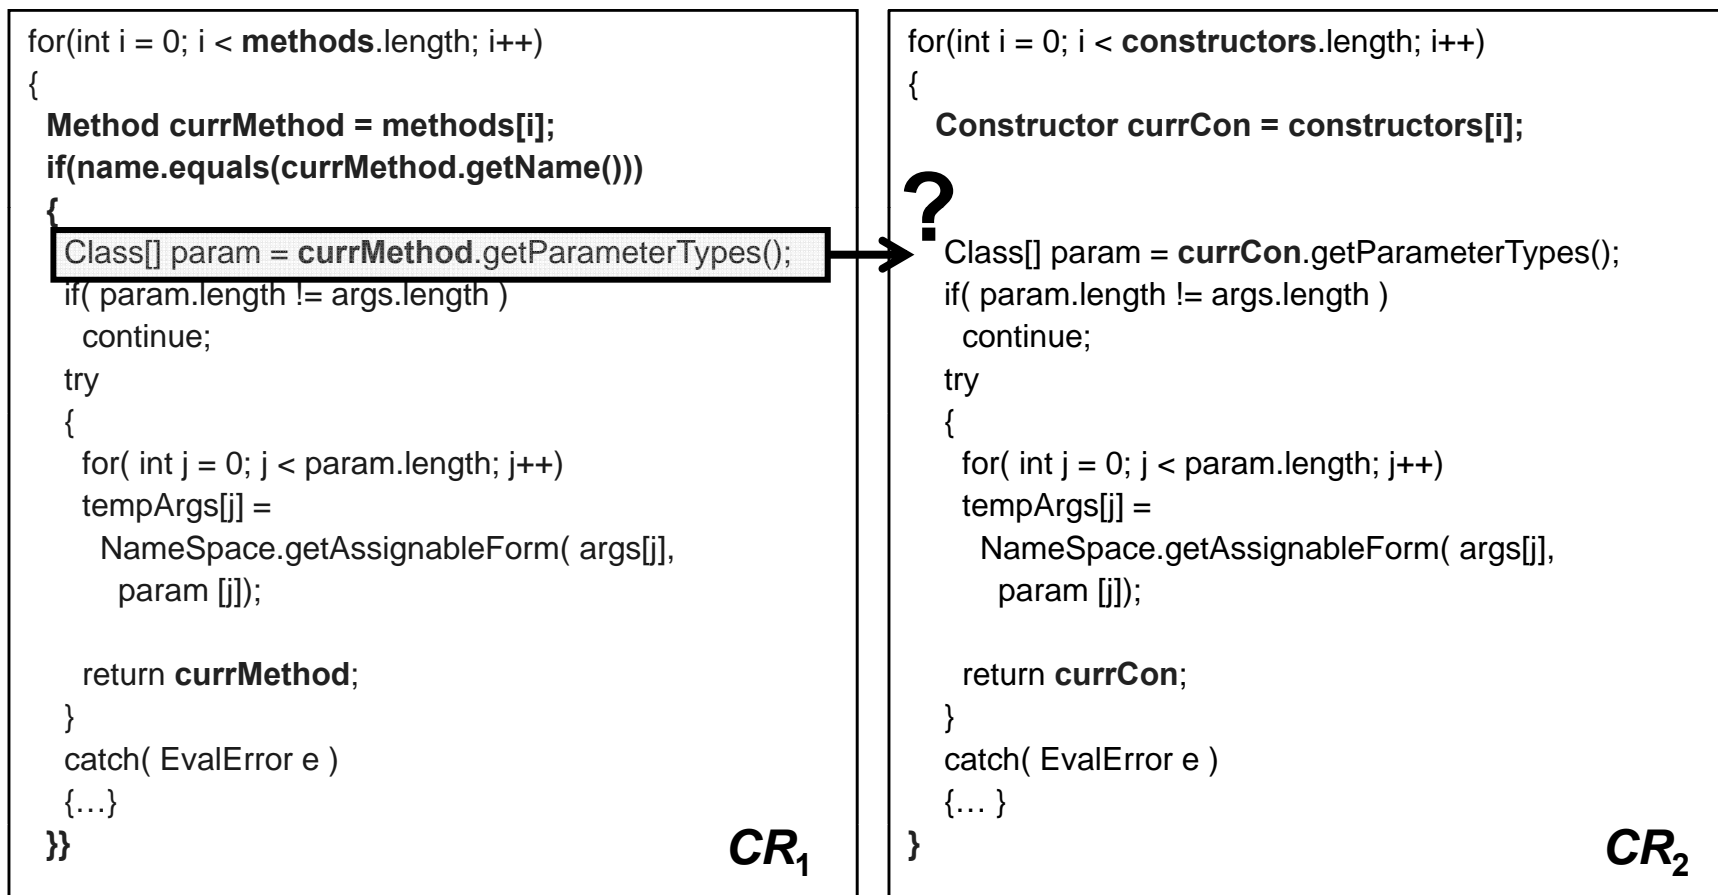 for(int i = 0; i < methods.length; i++)
{
Method currMethod = methods[i];
if(name.equals(currMethod.getName()))
{
Class[] param = currMethod.getParameterTypes();
if( param.length != args.length )
continue;
try
{
for( int j = 0; j < param.length; j++)
tempArgs[j] =
NameSpace.getAssignableForm( args[j],
param [j]);
return currMethod;
}
catch( EvalError e )
{…}
}}
CR1
for(int i = 0; i < constructors.length; i++)
{
Constructor currCon = constructors[i];
?
Class[] param = currCon.getParameterTypes();
if( param.length != args.length )
continue;
try
{
for( int j = 0; j < param.length; j++)
tempArgs[j] =
NameSpace.getAssignableForm( args[j],
param [j]);
return currCon;
}
catch( EvalError e )
{… }
}
CR2